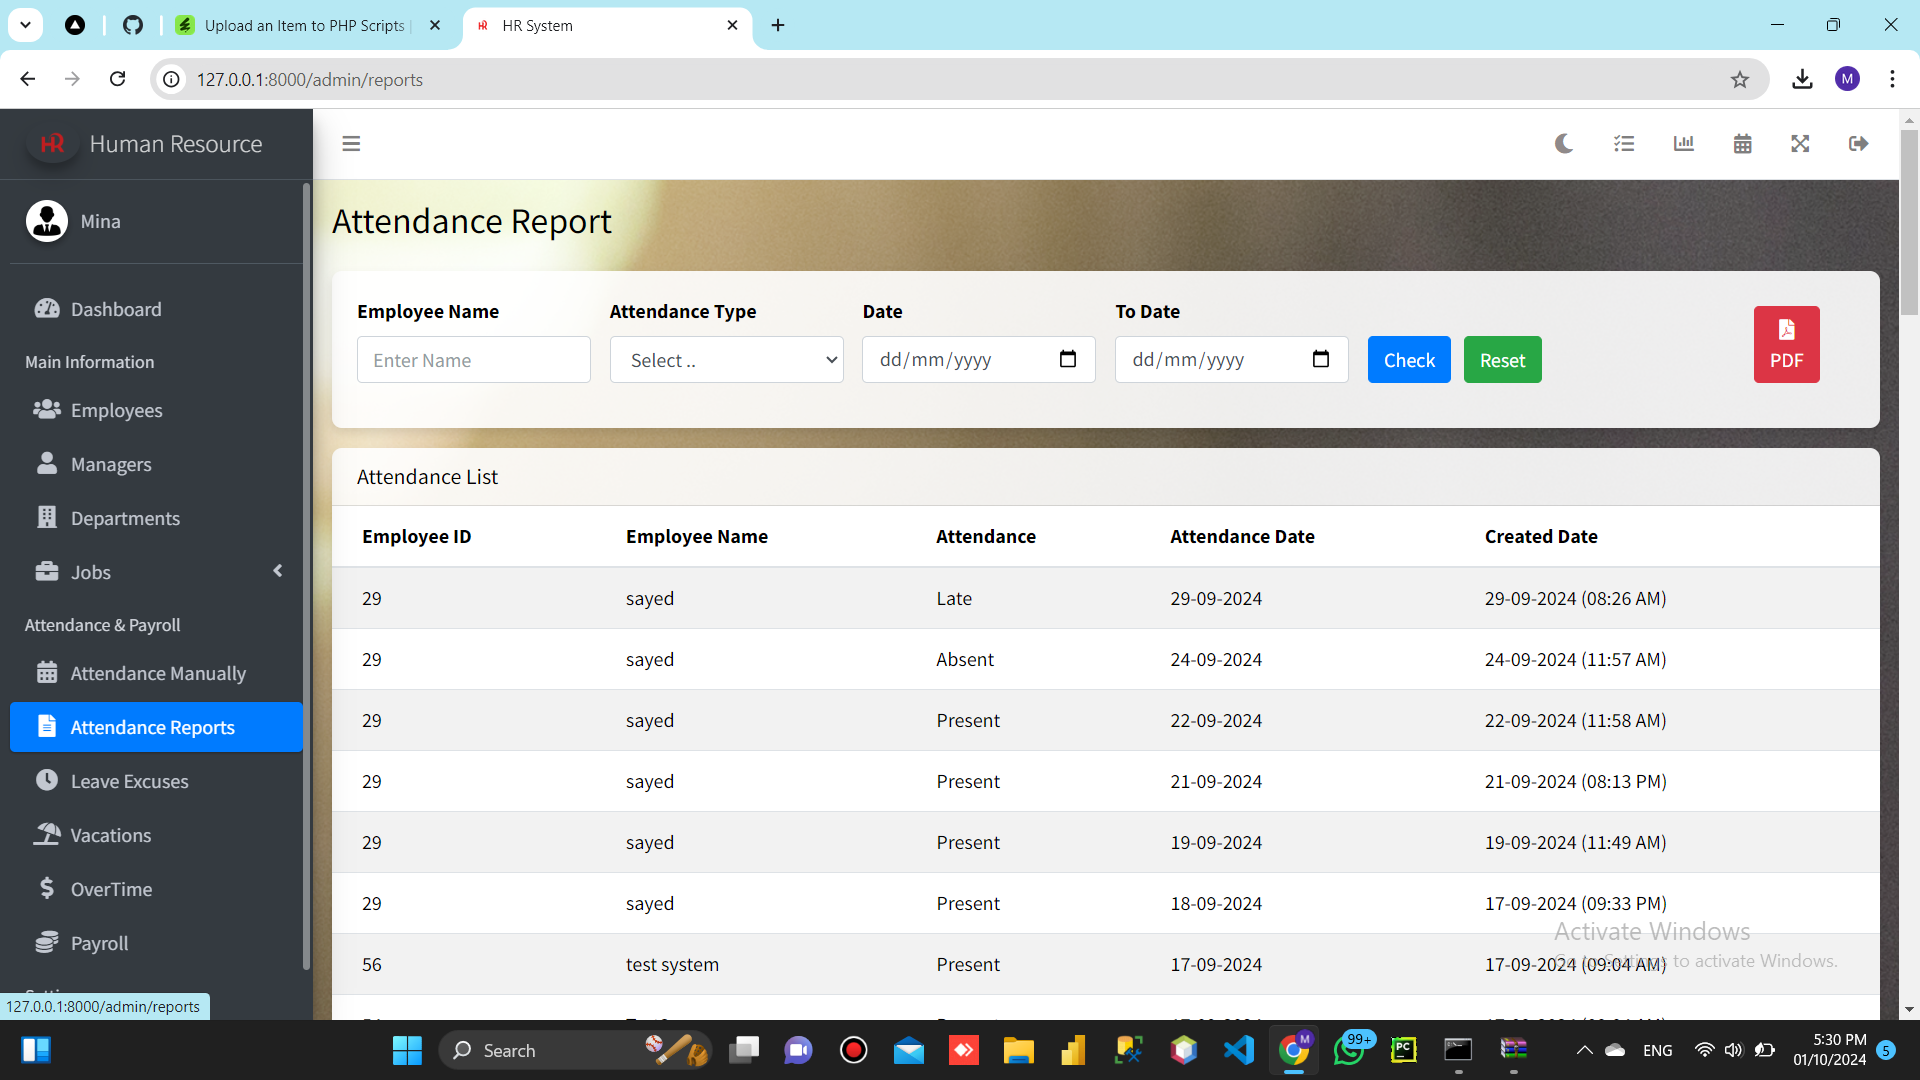 Upload an Item to PHP Scripts |
HR System
127.0.0.1:8000/admin/reports
M
HR Human Resource
Mina
Dashboard
Main Information
Employees
Managers
Departments
Jobs
Attendance & Payroll
Attendance Manually
Attendance Reports
Leave Excuses
Vacations
OverTime
Payroll
127.0.0.1:8000/admin/reports
Attendance Report
Employee Name Attendance Type Date To Date
Enter Name Select .. dd/mm/yyyy dd/mm/yyyy Check Reset PDF
Attendance List
Employee ID Employee Name Attendance Attendance Date Created Date
29 sayed Late 29-09-2024 29-09-2024 (08:26 AM)
29 sayed Absent 24-09-2024 24-09-2024 (11:57 AM)
29 sayed Present 22-09-2024 22-09-2024 (11:58 AM)
29 sayed Present 21-09-2024 21-09-2024 (08:13 PM)
29 sayed Present 19-09-2024 19-09-2024 (11:49 AM)
29 sayed Present 18-09-2024 17-09-2024 (09:33 PM)
56 test system Present 17-09-2024 17-09-2024 (09:04 AM)
Activate Windows
Go to Settings to activate Windows.
Search
M
99+
PC
ENG
5:30 PM
01/10/2024
5